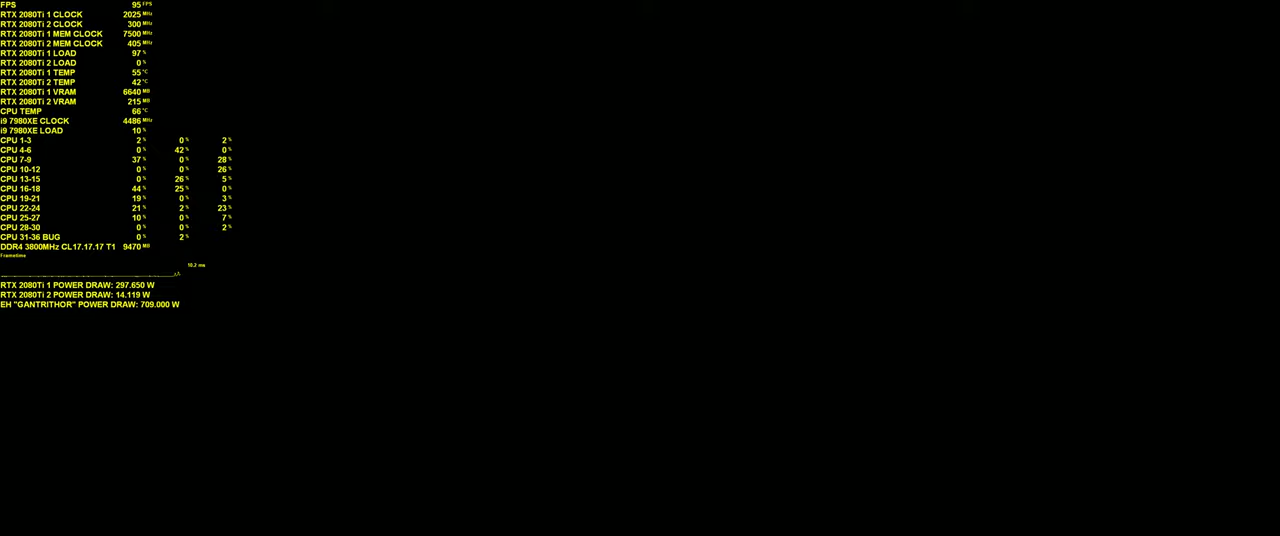 FPS 95 FPS
RTX 2080Ti 1 CLOCK 2025 MHz
RTX 2080Ti 2 CLOCK 300 MHz
RTX 2080Ti 1 MEM CLOCK 7500 MHz
RTX 2080Ti 2 MEM CLOCK 405 MHz
RTX 2080Ti 1 LOAD 97 %
RTX 2080Ti 2 LOAD 0 %
RTX 2080Ti 1 TEMP 55 °C
RTX 2080Ti 2 TEMP 42 °C
RTX 2080Ti 1 VRAM 6640 MB
RTX 2080Ti 2 VRAM 215 MB
CPU TEMP 66 °C
i9 7980XE CLOCK 4486 MHz
i9 7980XE LOAD 10 %
CPU 1-3 2 % 0 % 2 %
CPU 4-6 0 % 42 % 0 %
CPU 7-9 37 % 0 % 28 %
CPU 10-12 0 % 0 % 26 %
CPU 13-15 0 % 26 % 5 %
CPU 16-18 44 % 25 % 0 %
CPU 19-21 19 % 0 % 3 %
CPU 22-24 21 % 2 % 23 %
CPU 25-27 10 % 0 % 7 %
CPU 28-30 0 % 0 % 2 %
CPU 31-36 BUG 0 % 2 %
DDR4 3800MHz CL17.17.17 T1 9470 MB
Frametime
10.2 ms
RTX 2080Ti 1 POWER DRAW: 297.650 W
RTX 2080Ti 2 POWER DRAW: 14.119 W
EH "GANTRITHOR" POWER DRAW: 709.000 W